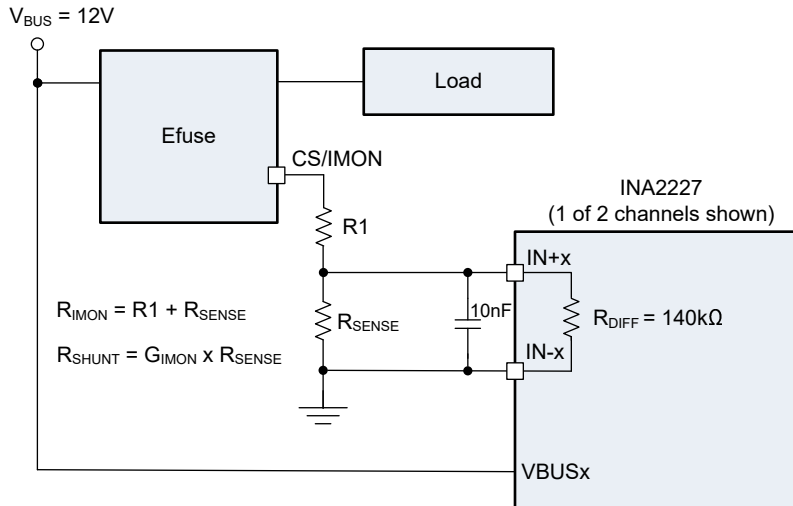 V_BUS = 12V
Efuse
Load
CS/IMON
R1
INA2227
(1 of 2 channels shown)
IN+x
10nF
R_DIFF = 140kΩ
IN-x
R_SENSE
R_IMON = R1 + R_SENSE
R_SHUNT = G_IMON x R_SENSE
VBUSx